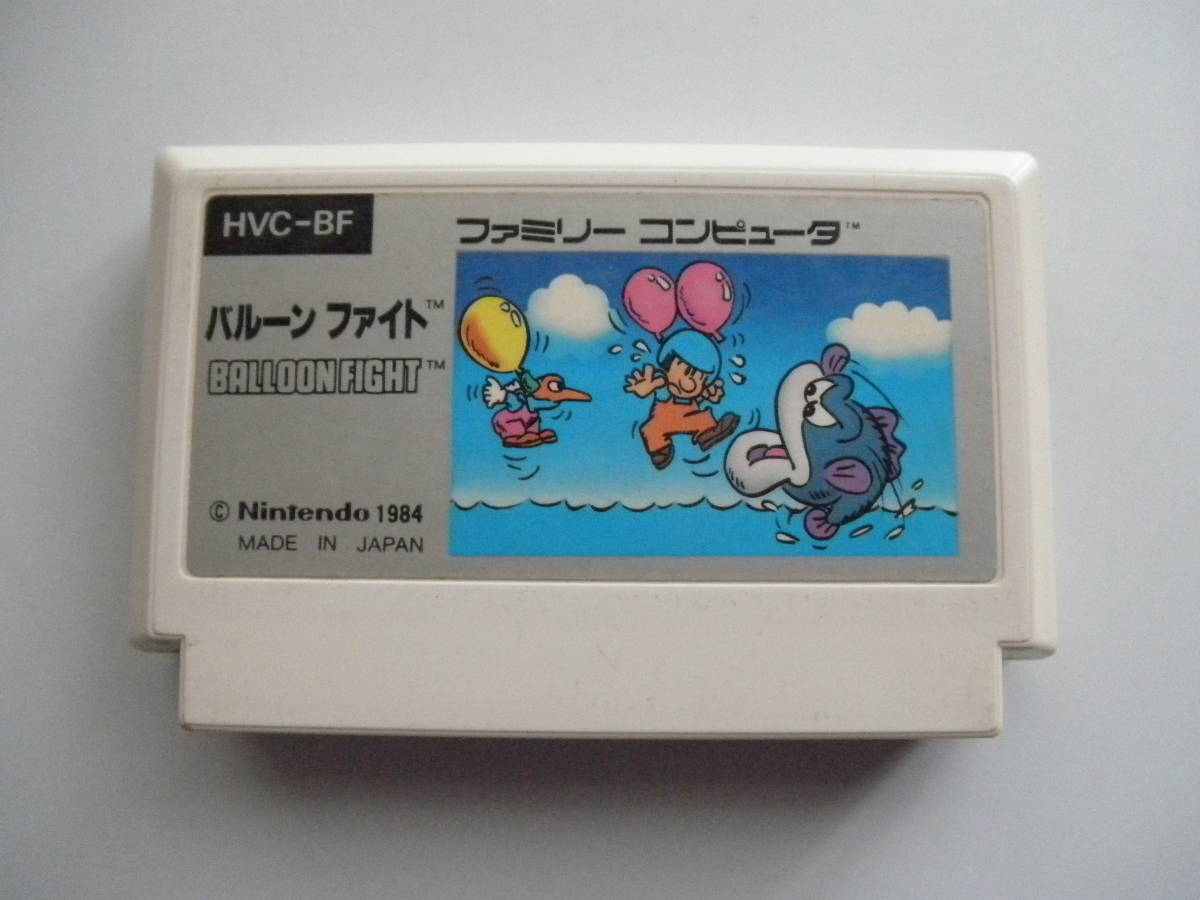 HVC-BF
ファミリー コンピュータ™
バルーン ファイト™
BALLOON FIGHT™
© Nintendo 1984
MADE IN JAPAN